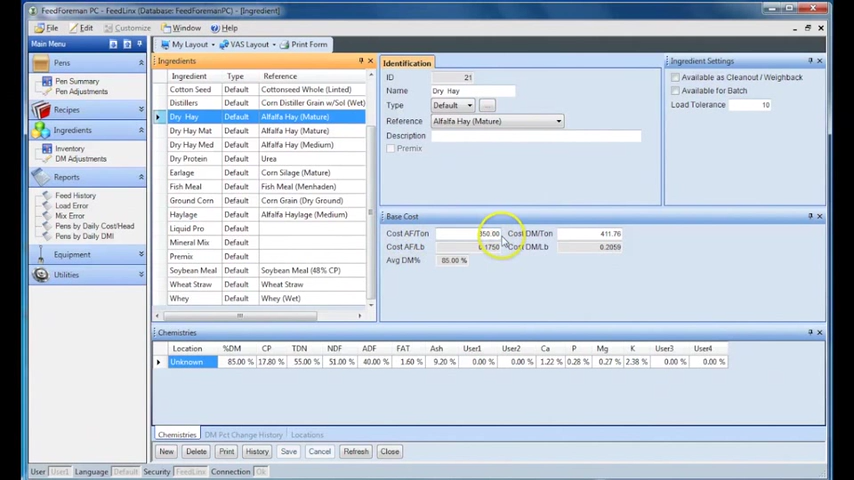 FeedForeman PC - FeedLinx (Database: FeedForemanPC) - [Ingredient]
File Edit Customize Window Help
Main Menu
My Layout VAS Layout Print Form
Pens
Pen Summary
Pen Adjustments
Recipes
Ingredients
Inventory
DM Adjustments
Reports
Feed History
Load Error
Mix Error
Pens by Daily Cost/Head
Pens by Daily DMI
Equipment
Utilities
Ingredients
Ingredient Type Reference
Cotton Seed Default Cottonseed Whole (Linted)
Distillers Default Corn Distiller Grain w/Sol (Wet)
Dry Hay Default Alfalfa Hay (Mature)
Dry Hay Mat Default Alfalfa Hay (Mature)
Dry Hay Med Default Alfalfa Hay (Medium)
Dry Protein Default Urea
Earlage Default Corn Silage (Mature)
Fish Meal Default Fish Meal (Menhaden)
Ground Corn Default Corn Grain (Dry Ground)
Haylage Default Alfalfa Haylage (Medium)
Liquid Pro Default
Mineral Mix Default
Premix Default
Soybean Meal Default Soybean Meal (48% CP)
Wheat Straw Default Wheat Straw
Whey Default Whey (Wet)
Identification
ID 21
Name Dry Hay
Type Default ...
Reference Alfalfa Hay (Mature)
Description
Premix
Ingredient Settings
Available as Cleanout / Weighback
Available for Batch
Load Tolerance 10
Base Cost
Cost AF/Ton 350.00 Cost DM/Ton 411.76
Cost AF/Lb 0.1750 Cost DM/Lb 0.2059
Avg DM% 85.00 %
Chemistries
Location %DM CP TDN NDF ADF FAT Ash User1 User2 Ca P Mg K User3 User4
Unknown 85.00 % 17.80 % 55.00 % 51.00 % 40.00 % 1.60 % 9.20 % 0.00 % 0.00 % 1.22 % 0.28 % 0.27 % 2.38 % 0.00 % 0.00 %
Chemistries DM Pct Change History Locations
New Delete Print History Save Cancel Refresh Close
User User1 Language Default Security FeedLinx Connection Ok